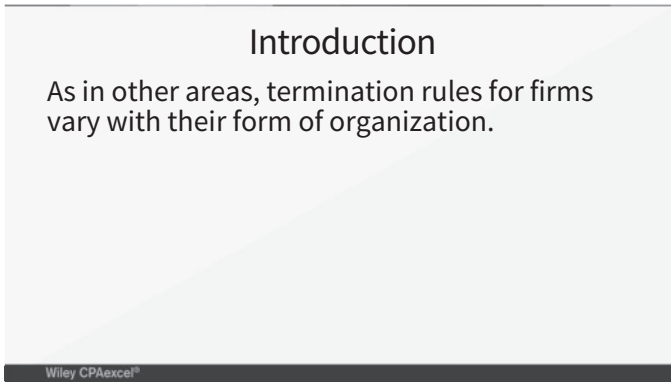 Introduction
As in other areas, termination rules for firms
vary with their form of organization.
Wiley CPAexcel®